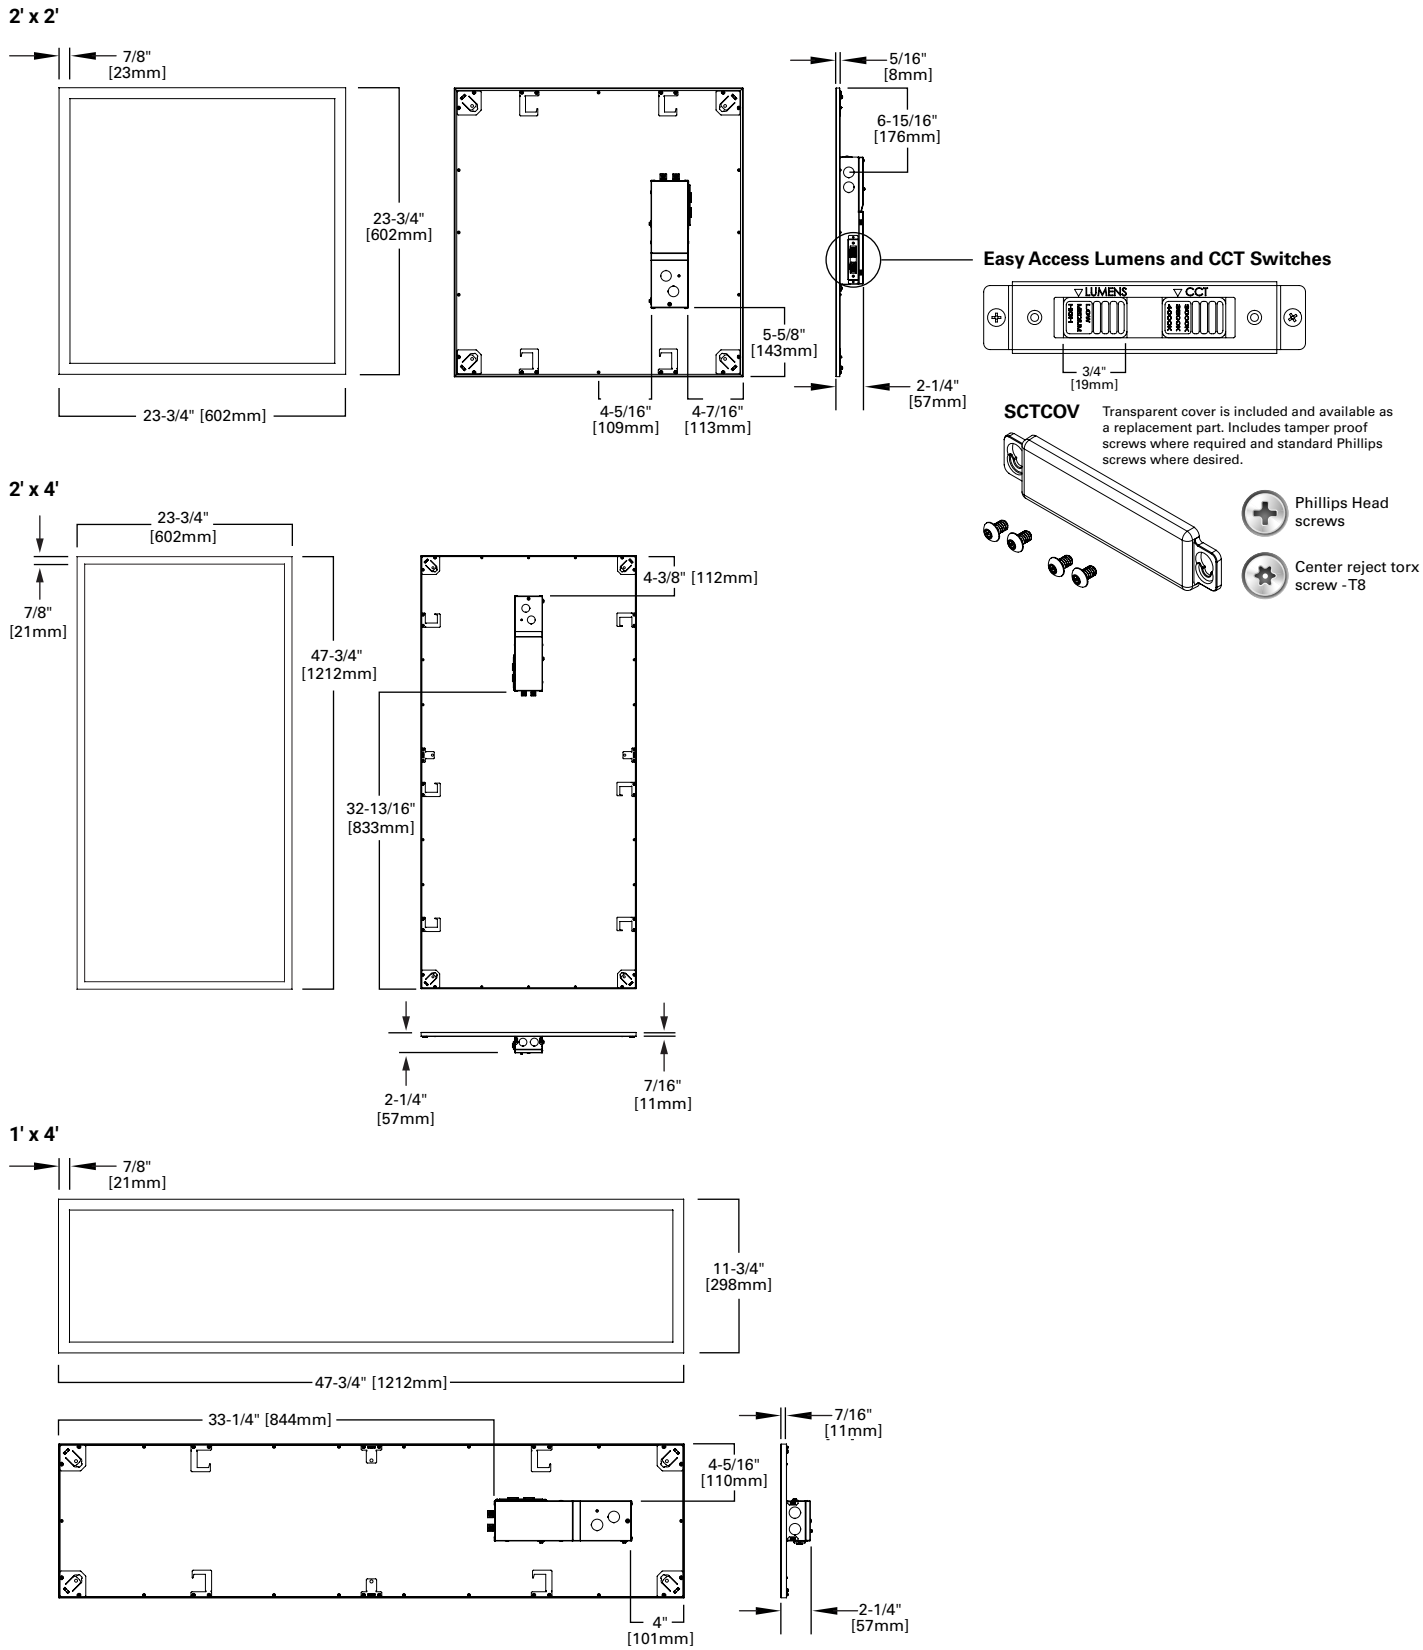 2' x 2'
7/8"
[23mm]
23-3/4"
[602mm]
23-3/4" [602mm]
5-5/8"
[143mm]
4-5/16"
[109mm]
4-7/16"
[113mm]
5/16"
[8mm]
6-15/16"
[176mm]
2-1/4"
[57mm]
Easy Access Lumens and CCT Switches
▽ LUMENS
▽ CCT
HIGH
MEDIUM
LOW
4000K
3500K
3000K
3/4"
[19mm]
SCTCOV
Transparent cover is included and available as
a replacement part. Includes tamper proof
screws where required and standard Phillips
screws where desired.
Phillips Head
screws
Center reject torx
screw -T8
2' x 4'
23-3/4"
[602mm]
7/8"
[21mm]
47-3/4"
[1212mm]
4-3/8" [112mm]
32-13/16"
[833mm]
2-1/4"
[57mm]
7/16"
[11mm]
1' x 4'
7/8"
[21mm]
11-3/4"
[298mm]
47-3/4" [1212mm]
33-1/4" [844mm]
4-5/16"
[110mm]
4"
[101mm]
7/16"
[11mm]
2-1/4"
[57mm]